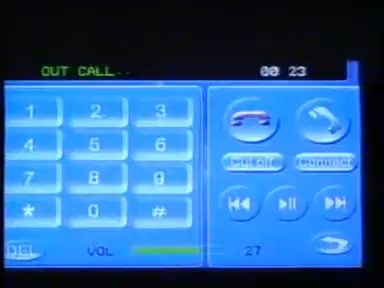 OUT CALL.. 00 23
1 2 3
4 5 6
Cut off Connect
7 8 9
* 0 #
DEL VOL 27